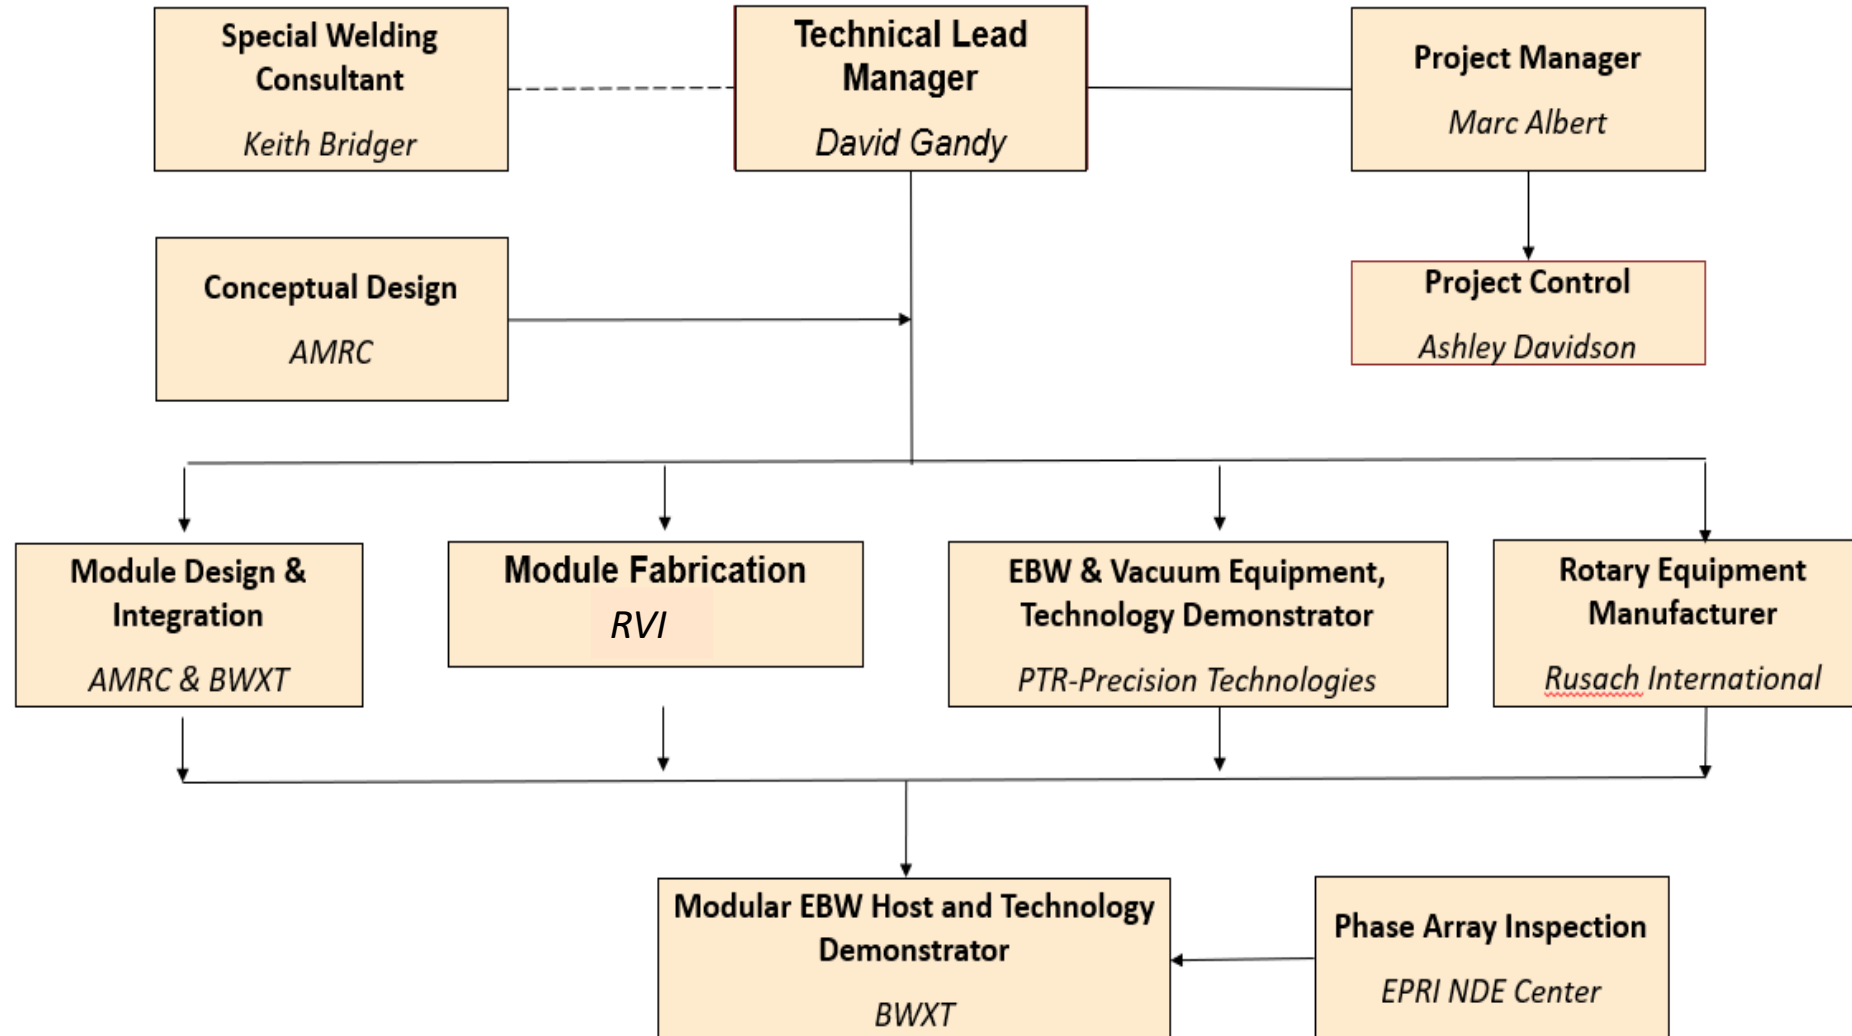 Special Welding
Consultant
Keith Bridger
Technical Lead
Manager
David Gandy
Project Manager
Marc Albert
Conceptual Design
AMRC
Project Control
Ashley Davidson
Module Design &
Integration
AMRC & BWXT
Module Fabrication
RVI
EBW & Vacuum Equipment,
Technology Demonstrator
PTR-Precision Technologies
Rotary Equipment
Manufacturer
Rusach International
Modular EBW Host and Technology
Demonstrator
BWXT
Phase Array Inspection
EPRI NDE Center